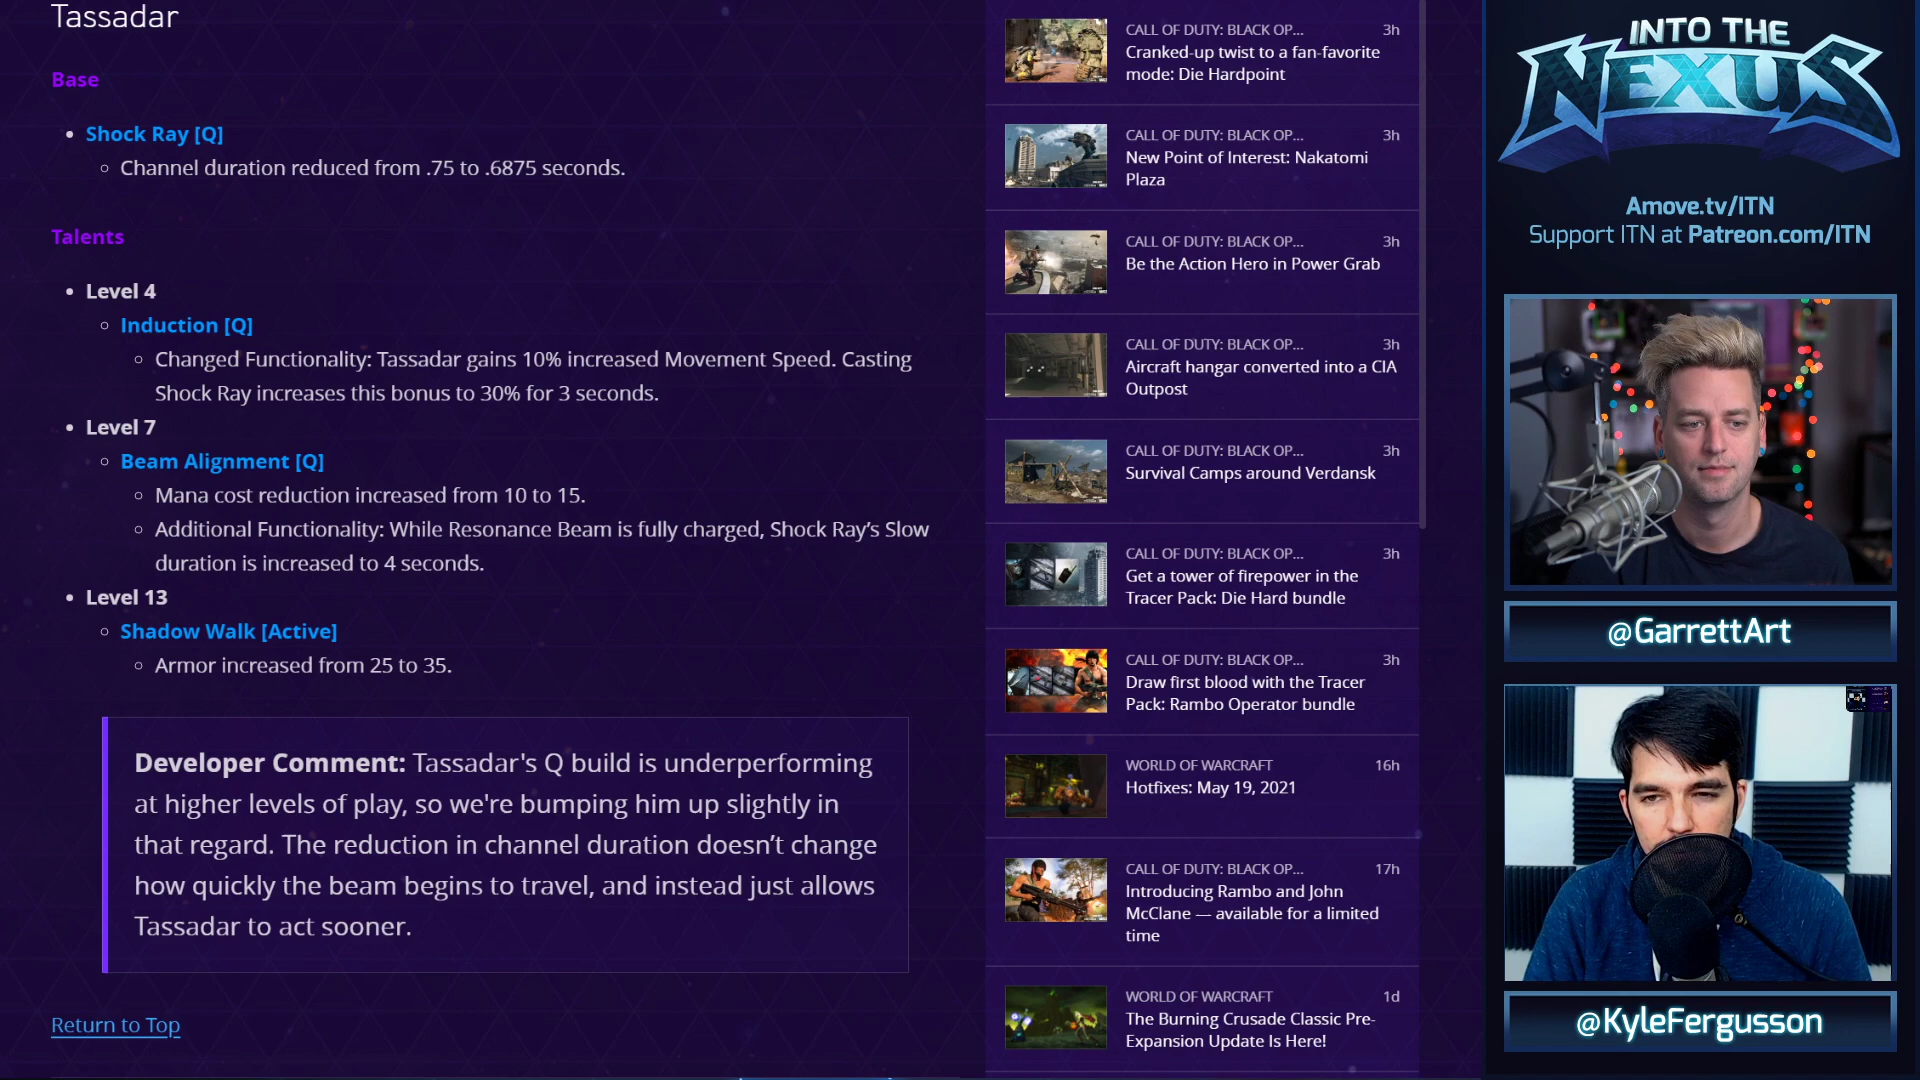 Tassadar
Base
Shock Ray [Q]
Channel duration reduced from .75 to .6875 seconds.
Talents
Level 4
Induction [Q]
Changed Functionality: Tassadar gains 10% increased Movement Speed. Casting
Shock Ray increases this bonus to 30% for 3 seconds.
Level 7
Beam Alignment [Q]
Mana cost reduction increased from 10 to 15.
Additional Functionality: While Resonance Beam is fully charged, Shock Ray’s Slow
duration is increased to 4 seconds.
Level 13
Shadow Walk [Active]
Armor increased from 25 to 35.
Developer Comment: Tassadar's Q build is underperforming
at higher levels of play, so we're bumping him up slightly in
that regard. The reduction in channel duration doesn’t change
how quickly the beam begins to travel, and instead just allows
Tassadar to act sooner.
Return to Top
CALL OF DUTY: BLACK OP... 3h
Cranked-up twist to a fan-favorite
mode: Die Hardpoint
CALL OF DUTY: BLACK OP... 3h
New Point of Interest: Nakatomi
Plaza
CALL OF DUTY: BLACK OP... 3h
Be the Action Hero in Power Grab
CALL OF DUTY: BLACK OP... 3h
Aircraft hangar converted into a CIA
Outpost
CALL OF DUTY: BLACK OP... 3h
Survival Camps around Verdansk
CALL OF DUTY: BLACK OP... 3h
Get a tower of firepower in the
Tracer Pack: Die Hard bundle
CALL OF DUTY: BLACK OP... 3h
Draw first blood with the Tracer
Pack: Rambo Operator bundle
WORLD OF WARCRAFT 16h
Hotfixes: May 19, 2021
CALL OF DUTY: BLACK OP... 17h
Introducing Rambo and John
McClane — available for a limited
time
WORLD OF WARCRAFT 1d
The Burning Crusade Classic Pre-
Expansion Update Is Here!
INTO THE
NEXUS
Amove.tv/ITN
Support ITN at Patreon.com/ITN
@GarrettArt
@KyleFergusson